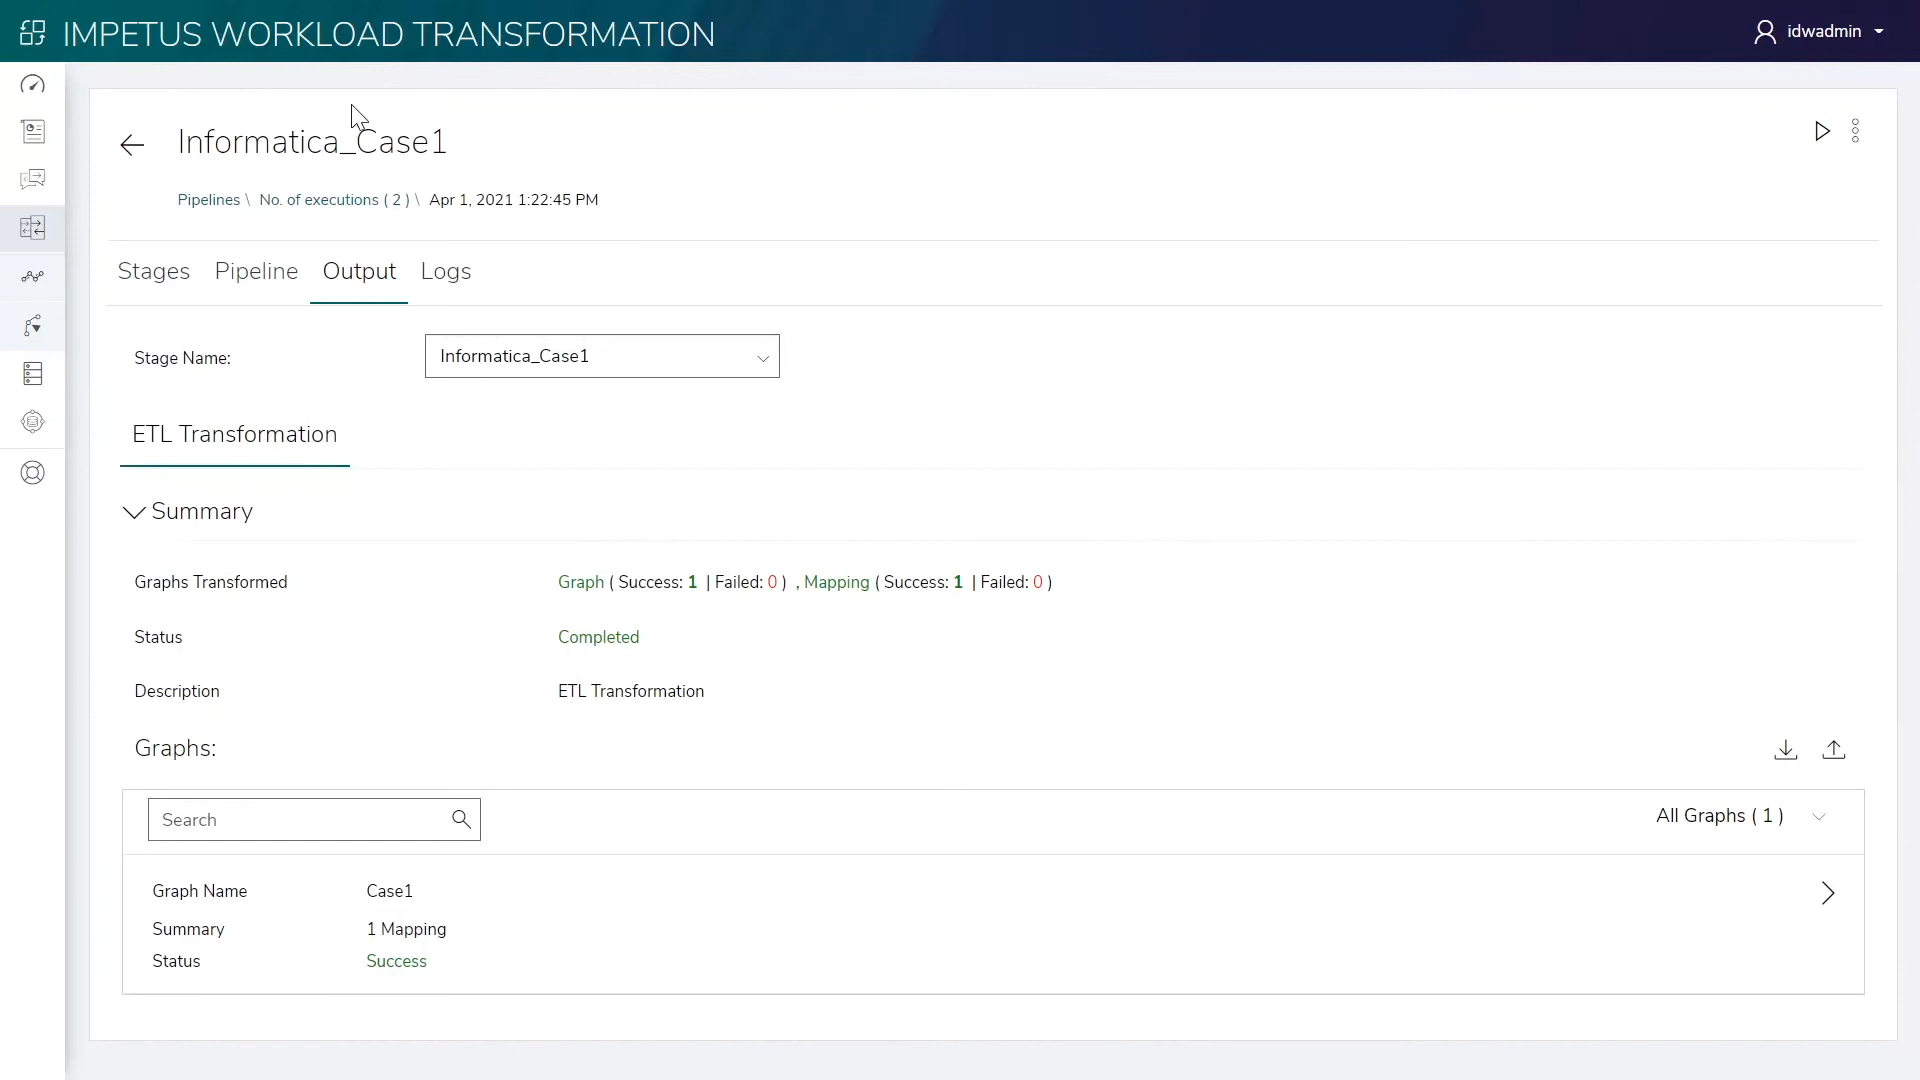 IMPETUS WORKLOAD TRANSFORMATION
idwadmin
Informatica_Case1
Pipelines \ No. of executions ( 2 ) \ Apr 1, 2021 1:22:45 PM
Stages Pipeline Output Logs
Stage Name: Informatica_Case1
ETL Transformation
Summary
Graphs Transformed Graph ( Success: 1 | Failed: 0 ) , Mapping ( Success: 1 | Failed: 0 )
Status Completed
Description ETL Transformation
Graphs:
Search All Graphs ( 1 )
Graph Name Case1
Summary 1 Mapping
Status Success